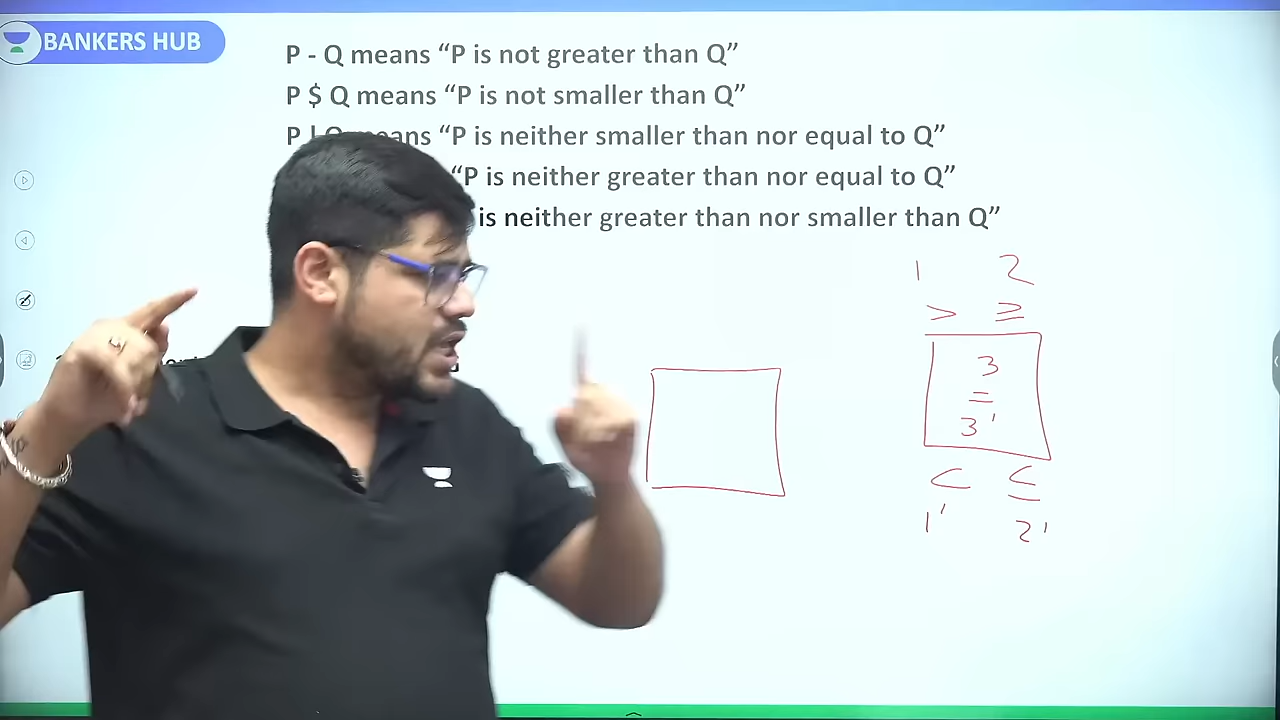 BANKERS HUB
P - Q means “P is not greater than Q”
P $ Q means “P is not smaller than Q”
P means “P is neither smaller than nor equal to Q”
“P is neither greater than nor equal to Q”
is neither greater than nor smaller than Q”
1 2
> ≥
3
=
3'
< ≤
1' 2'